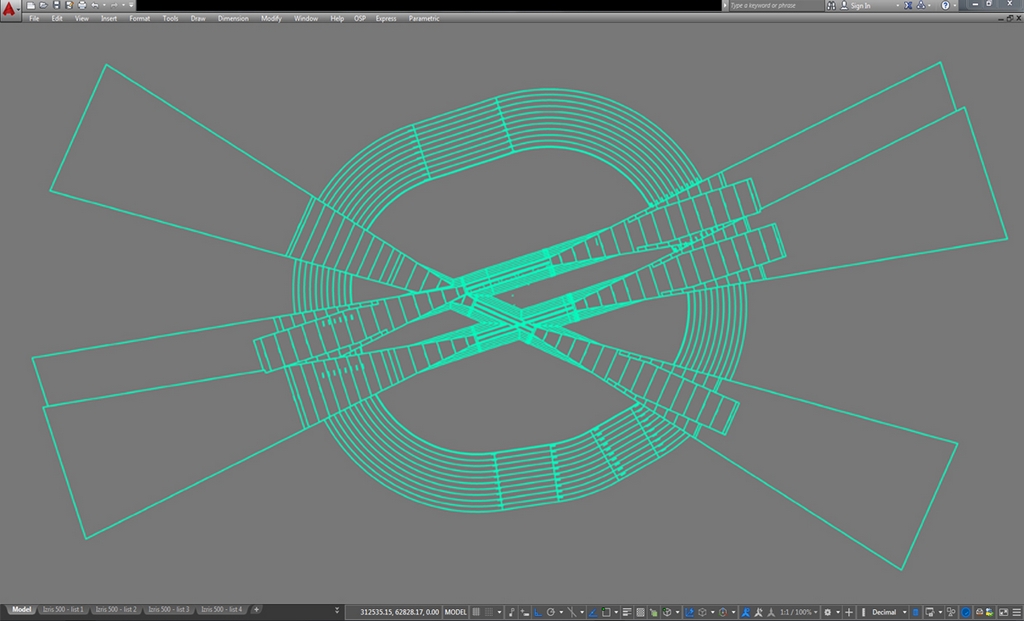 Type a keyword or phrase
Sign In
File Edit View Insert Format Tools Draw Dimension Modify Window Help OSP Express Parametric
Model Izris 500 - list 1 Izris 500 - list 2 Izris 500 - list 3 Izris 500 - list 4 +
312535.15, 62828.17, 0.00 MODEL 1:1 / 100% Decimal